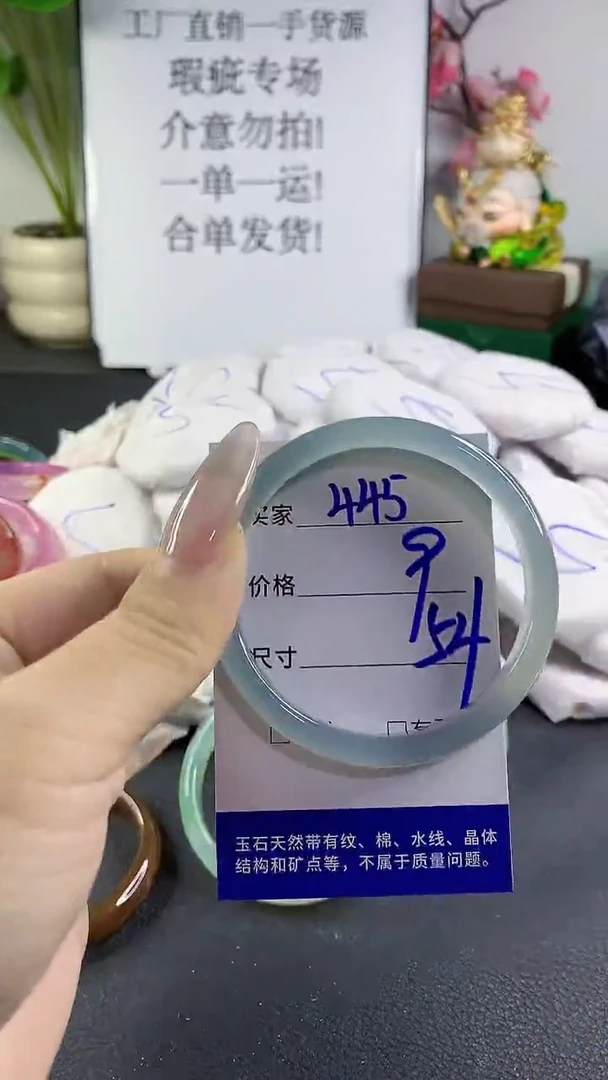 工厂直销一手货源
瑕疵专场
介意勿拍!
一单一运!
合单发货!
买家 445
价格 9
尺寸 54
玉石天然带有纹、棉、水线、晶体
结构和矿点等，不属于质量问题。